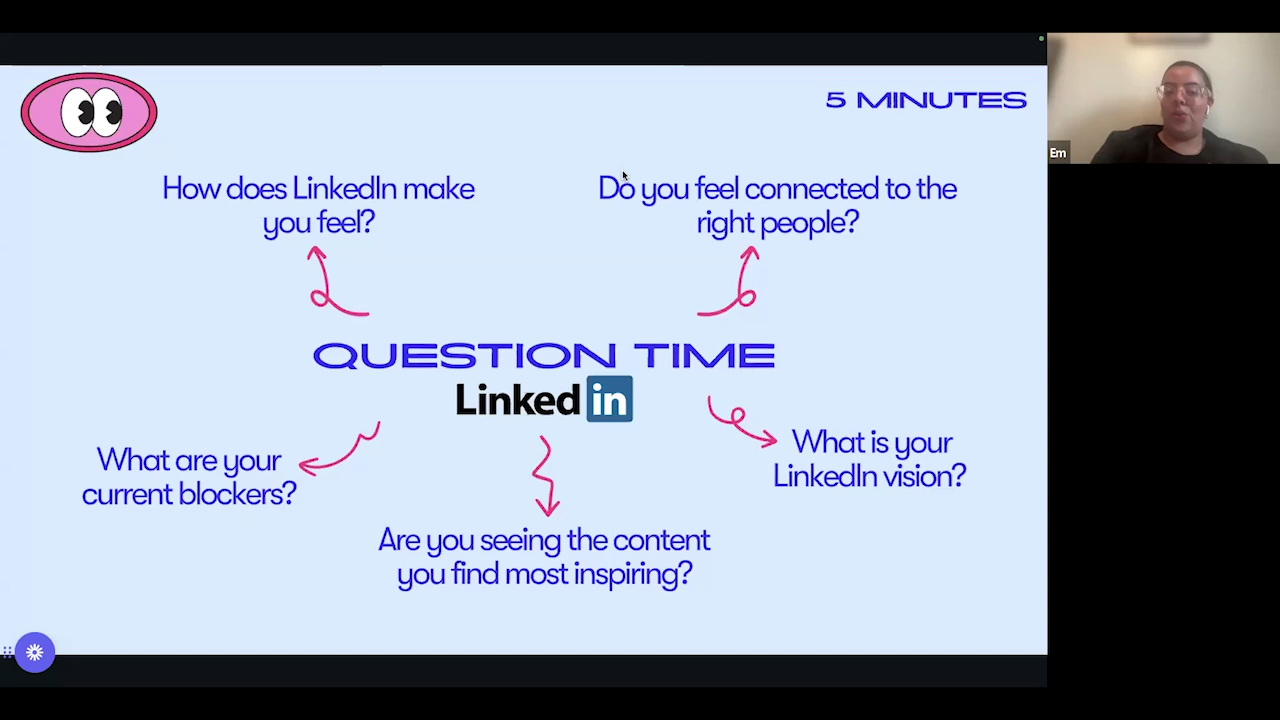 5 MINUTES
Em
How does LinkedIn make
you feel?
Do you feel connected to the
right people?
QUESTION TIME
Linked in
What are your
current blockers?
What is your
LinkedIn vision?
Are you seeing the content
you find most inspiring?